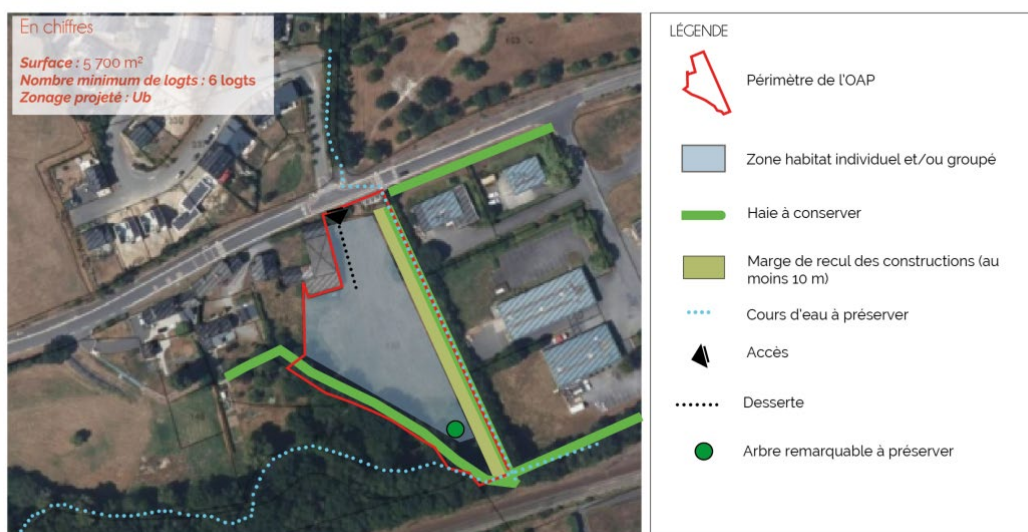 En chiffres
Surface : 5 700 m²
Nombre minimum de logts : 6 logts
Zonage projeté : Ub
LÉGENDE
Périmètre de l'OAP
Zone habitat individuel et/ou groupé
Haie à conserver
Marge de recul des constructions (au
moins 10 m)
Cours d'eau à préserver
Accès
Desserte
Arbre remarquable à préserver